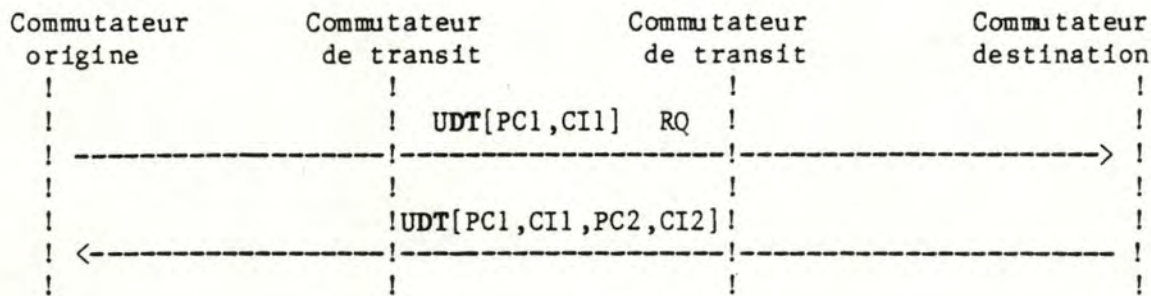 Commutateur Commutateur Commutateur Commutateur
origine de transit de transit destination
! ! ! !
! ! UDT[PC1,CI1] RQ ! !
! -----------------!------------------!--------------------> !
! ! ! !
! !UDT[PC1,CI1,PC2,CI2]! !
! <----------------!------------------!--------------------- !
! ! ! !